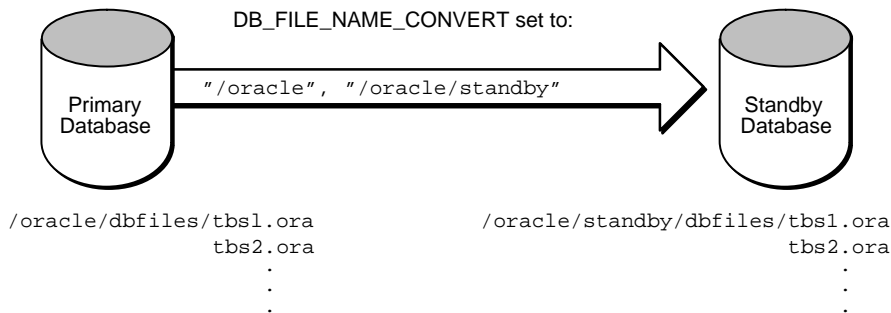 DB_FILE_NAME_CONVERT set to:
"/oracle", "/oracle/standby"
Primary
Database
Standby
Database
/oracle/dbfiles/tbsl.ora
tbs2.ora
.
.
.
/oracle/standby/dbfiles/tbs1.ora
tbs2.ora
.
.
.